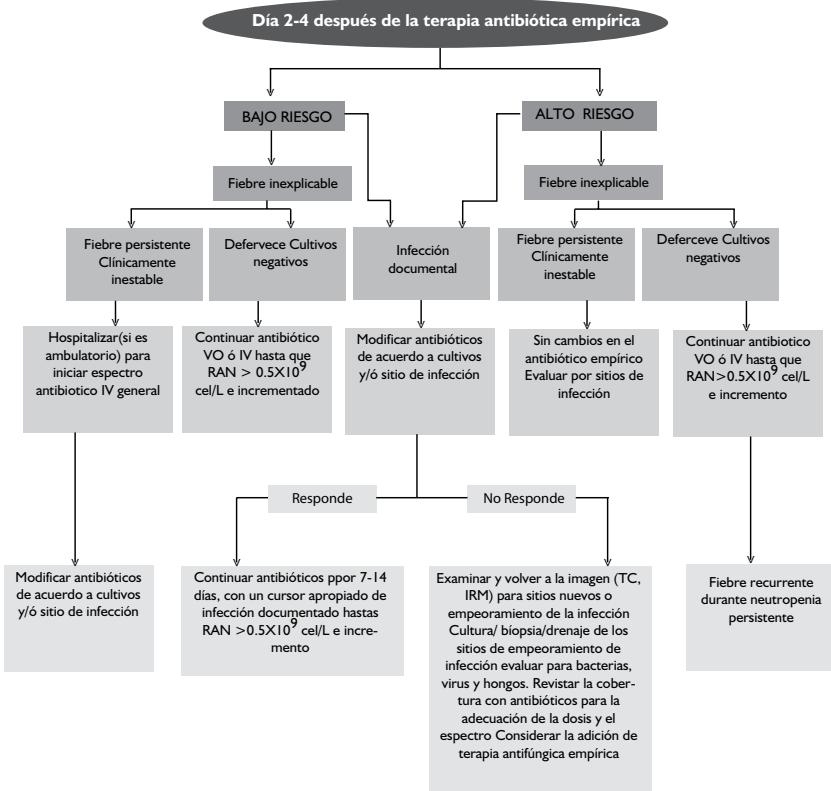 Día 2-4 después de la terapia antibiótica empírica
BAJO RIESGO
ALTO RIESGO
Fiebre inexplicable
Fiebre inexplicable
Fiebre persistente
Clínicamente
inestable
Defervece Cultivos
negativos
Infección
documental
Fiebre persistente
Clínicamente
inestable
Deferceve Cultivos
negativos
Hospitalizar(si es
ambulatorio) para
iniciar espectro
antibiotico IV general
Continuar antibiótico
VO ó IV hasta que
RAN > 0.5X10⁹
cel/L e incrementado
Modificar antibióticos
de acuerdo a cultivos
y/ó sitio de infección
Sin cambios en el
antibiótico empírico
Evaluar por sitios de
infección
Continuar antibiotico
VO ó IV hasta que
RAN>0.5X10⁹ cel/L
e incremento
Responde
No Responde
Modificar antibióticos
de acuerdo a cultivos
y/ó sitio de infección
Continuar antibióticos ppor 7-14
días, con un cursor apropiado de
infección documentado hastas
RAN >0.5X10⁹ cel/L e incre-
mento
Examinar y volver a la imagen (TC,
IRM) para sitios nuevos o
empeoramiento de la infección
Cultura/ bíopsia/drenaje de los
sitios de empeoramiento de
infección evaluar para bacterias,
virus y hongos. Revistar la cober-
tura con antibióticos para la
adecuación de la dosis y el
espectro Considerar la adición de
terapia antifúngica empírica
Fiebre recurrente
durante neutropenia
persistente